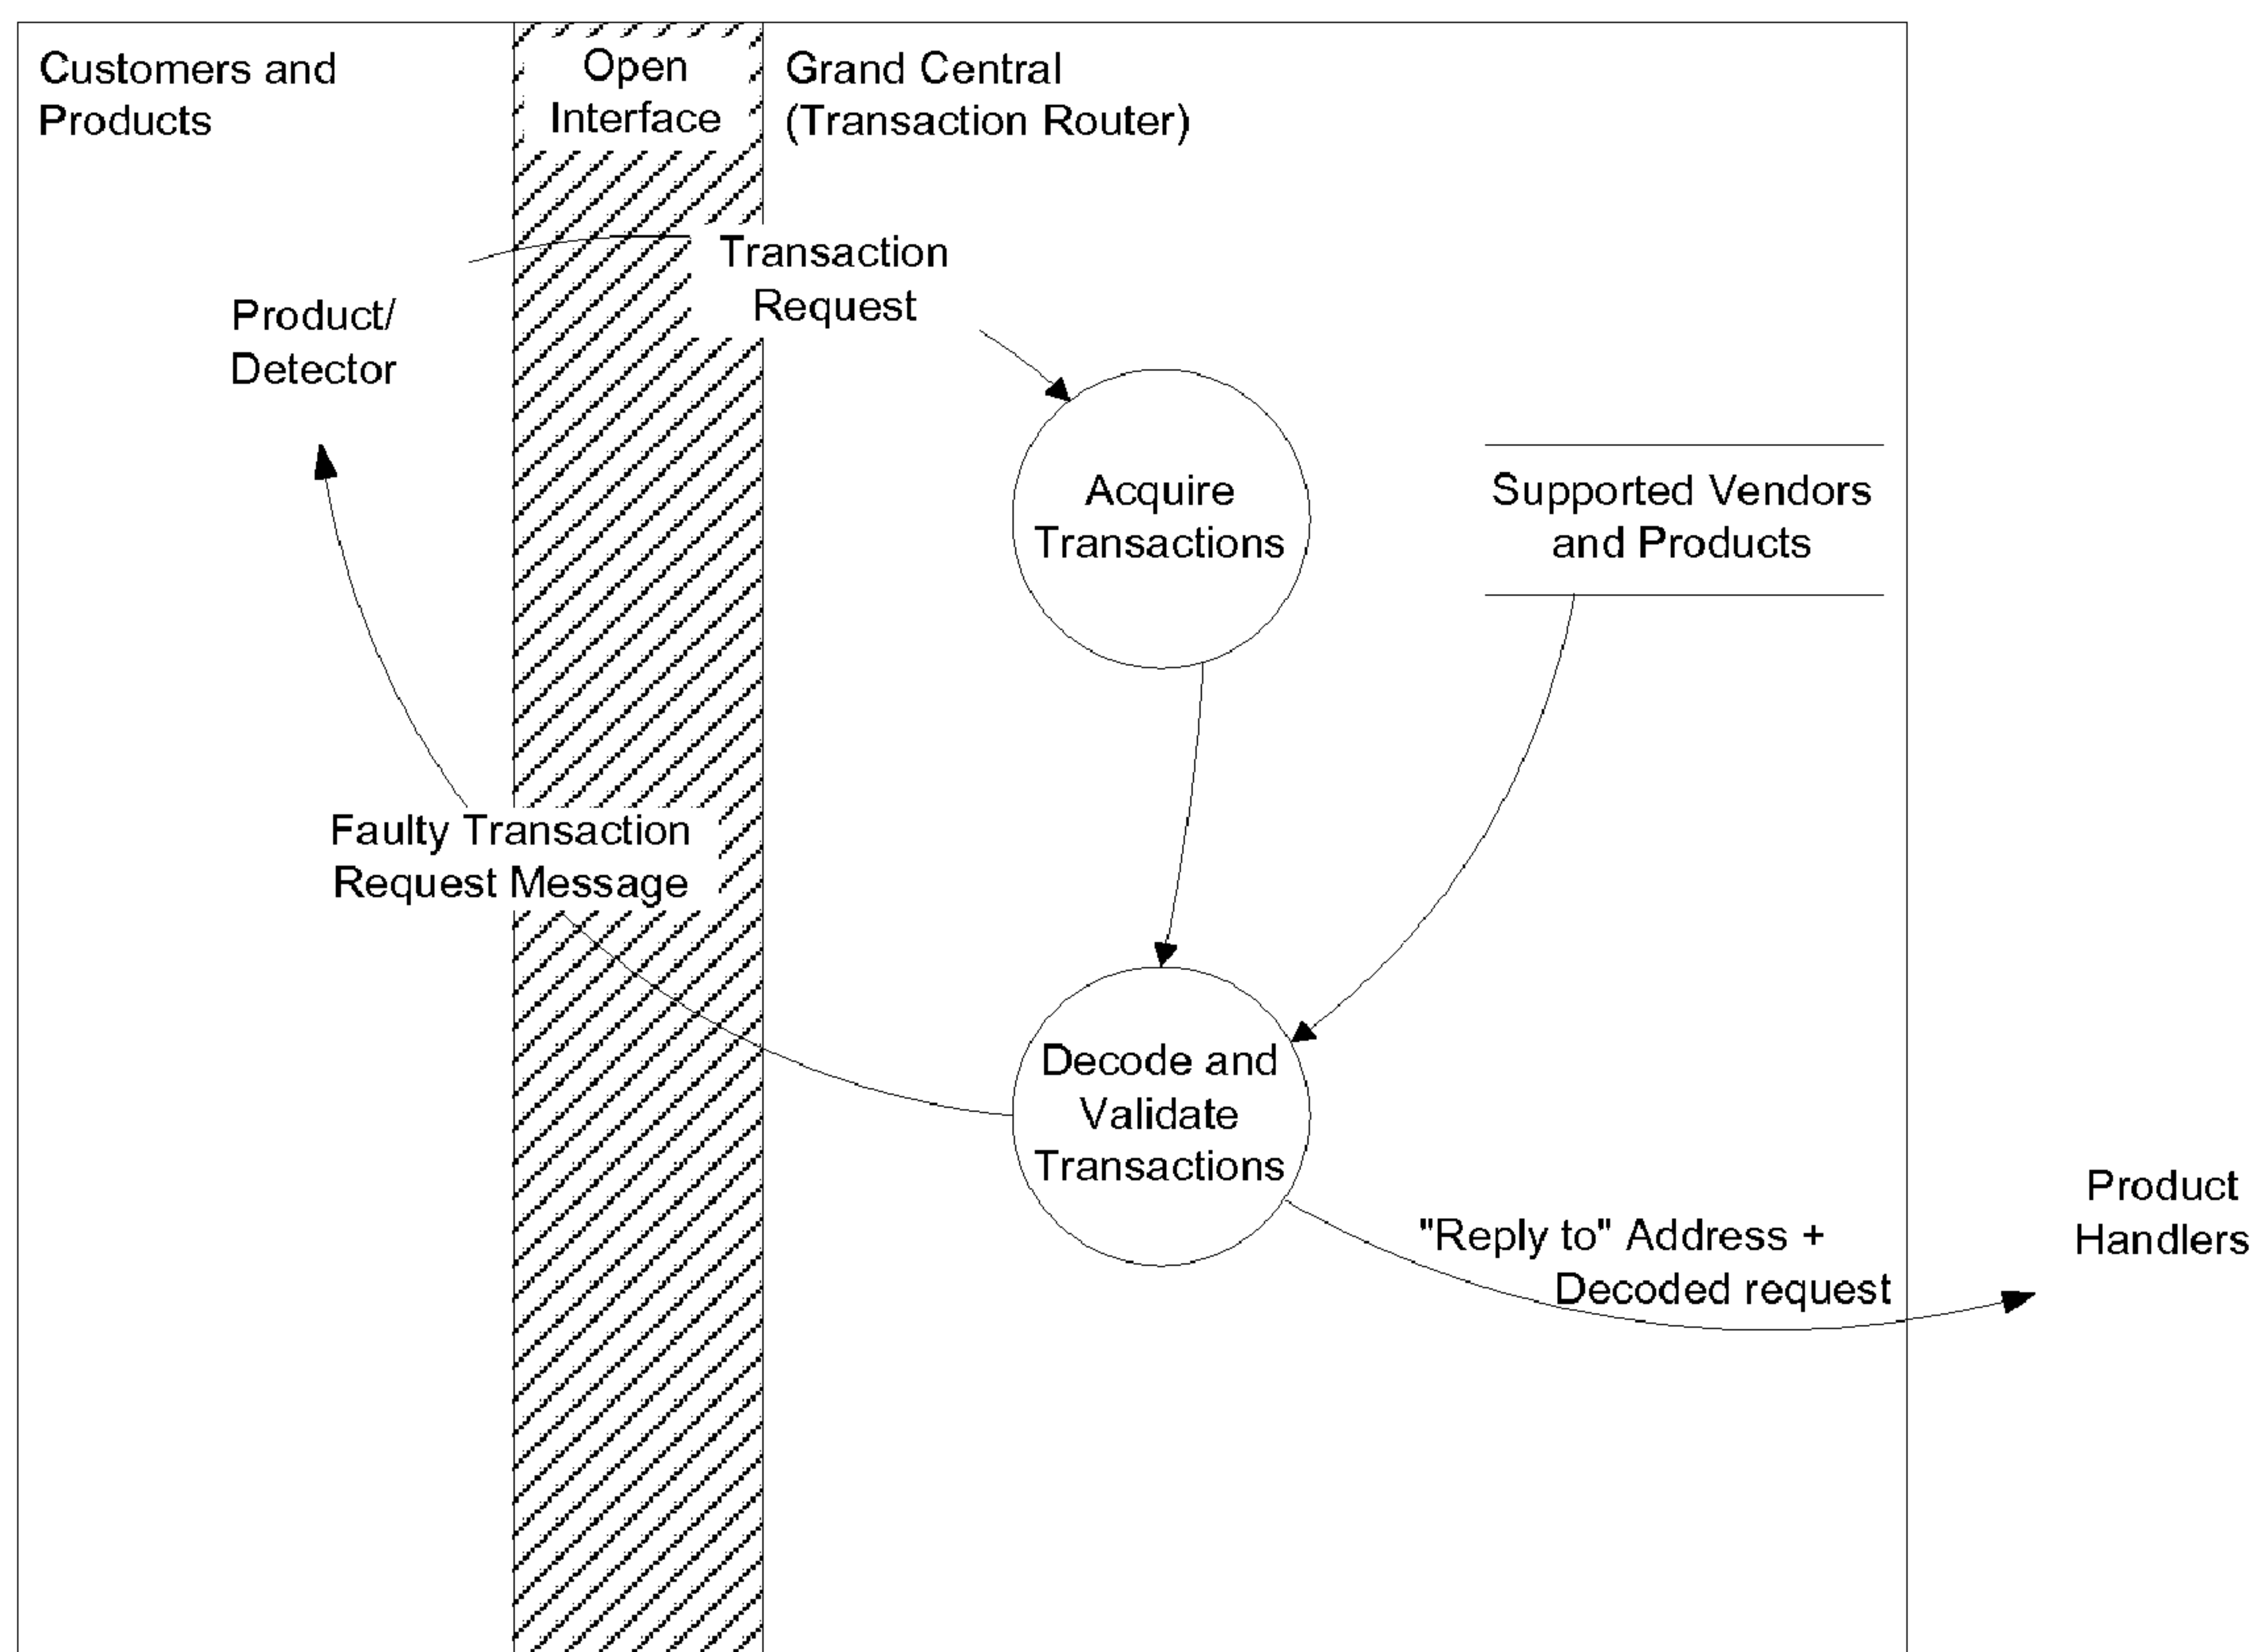 Customers and
Products
Open
Interface
Grand Central
(Transaction Router)
Transaction
Request
Product/
Detector
Acquire
Transactions
Supported Vendors
and Products
Faulty Transaction
Request Message
Decode and
Validate
Transactions
"Reply to" Address +
Decoded request
Product
Handlers